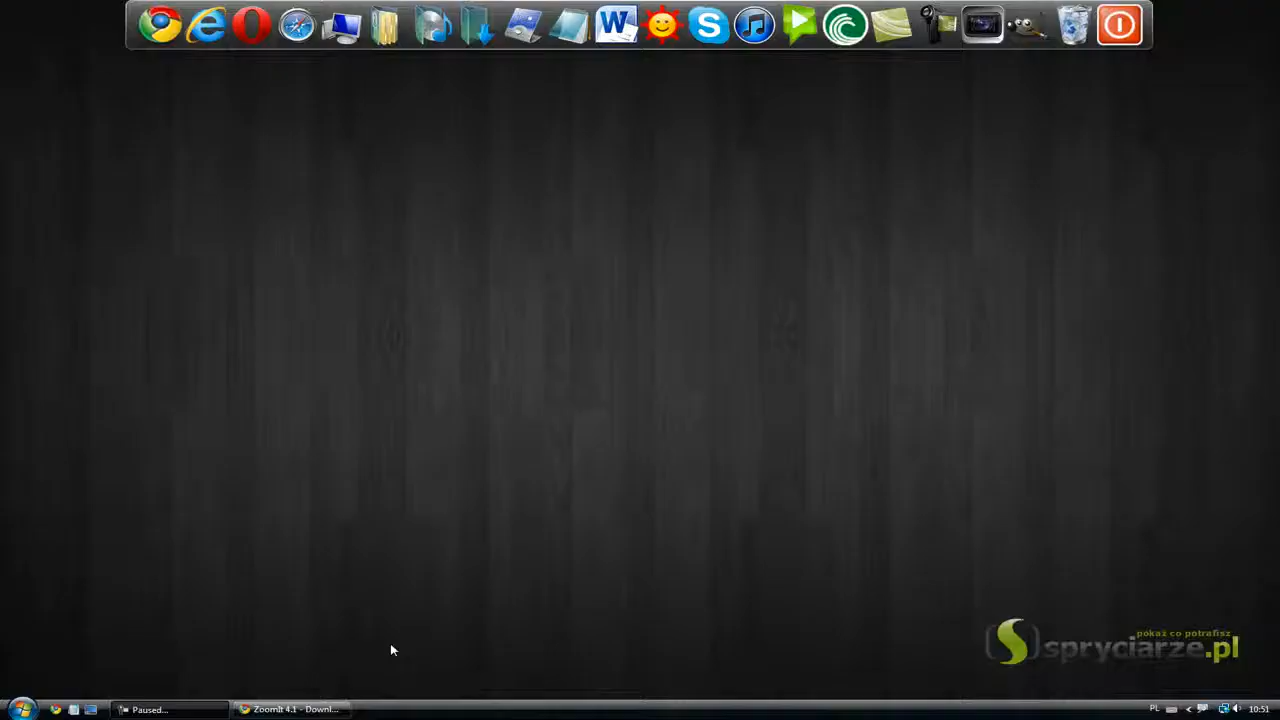 pokaż co potrafisz
spryciarze.pl
Paused...
ZoomIt 4.1 - Downl...
PL
10:51